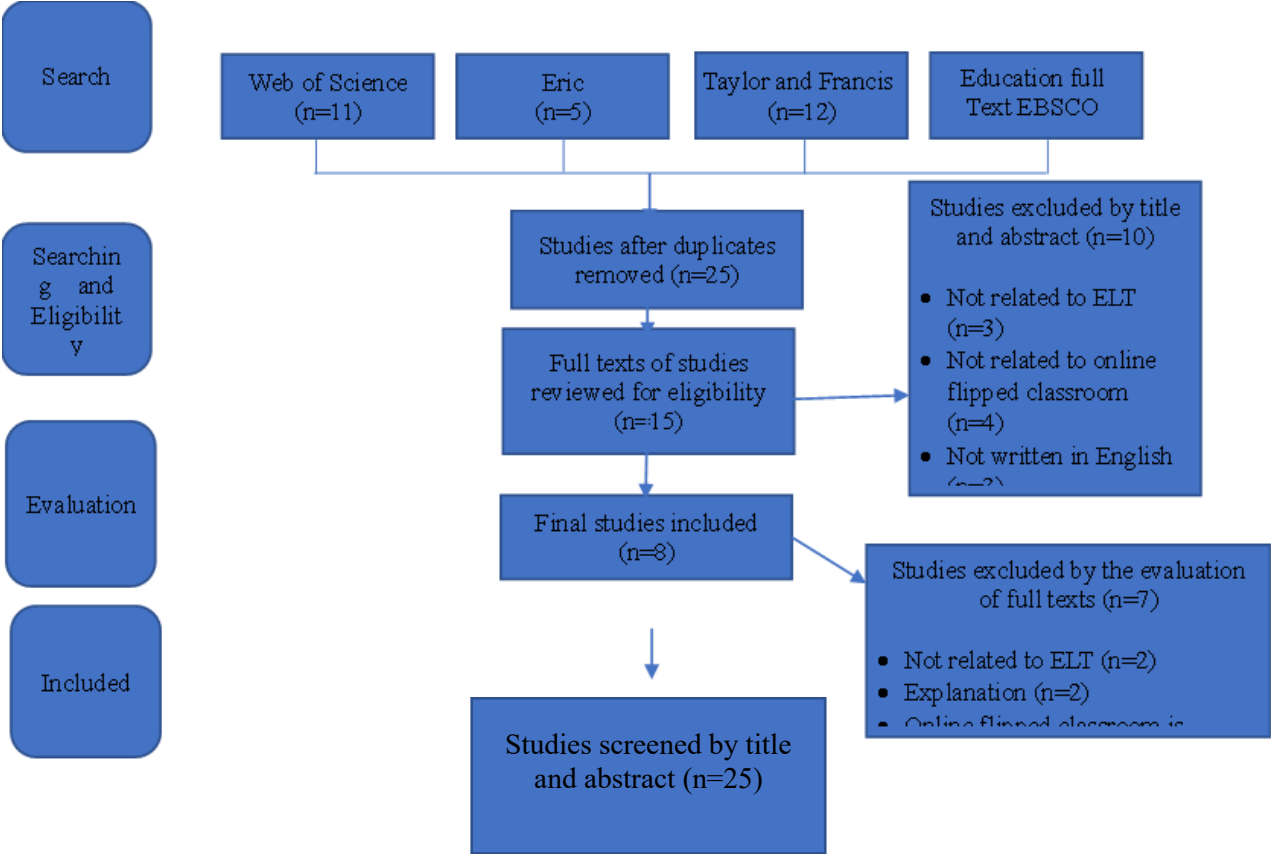 Search
Web of Science
(n=11)
Eric
(n=5)
Taylor and Francis
(n=12)
Education full
Text EBSCO
Searchin
g and
Eligibilit
y
Studies after duplicates
removed (n=25)
Studies excluded by title
and abstract (n=10)
• Not related to ELT
(n=3)
• Not related to online
flipped classroom
(n=4)
• Not written in English
Full texts of studies
reviewed for eligibility
(n=15)
Evaluation
Final studies included
(n=8)
Studies excluded by the evaluation
of full texts (n=7)
• Not related to ELT (n=2)
• Explanation (n=2)
• Online flipped classroom is
Included
Studies screened by title
and abstract (n=25)